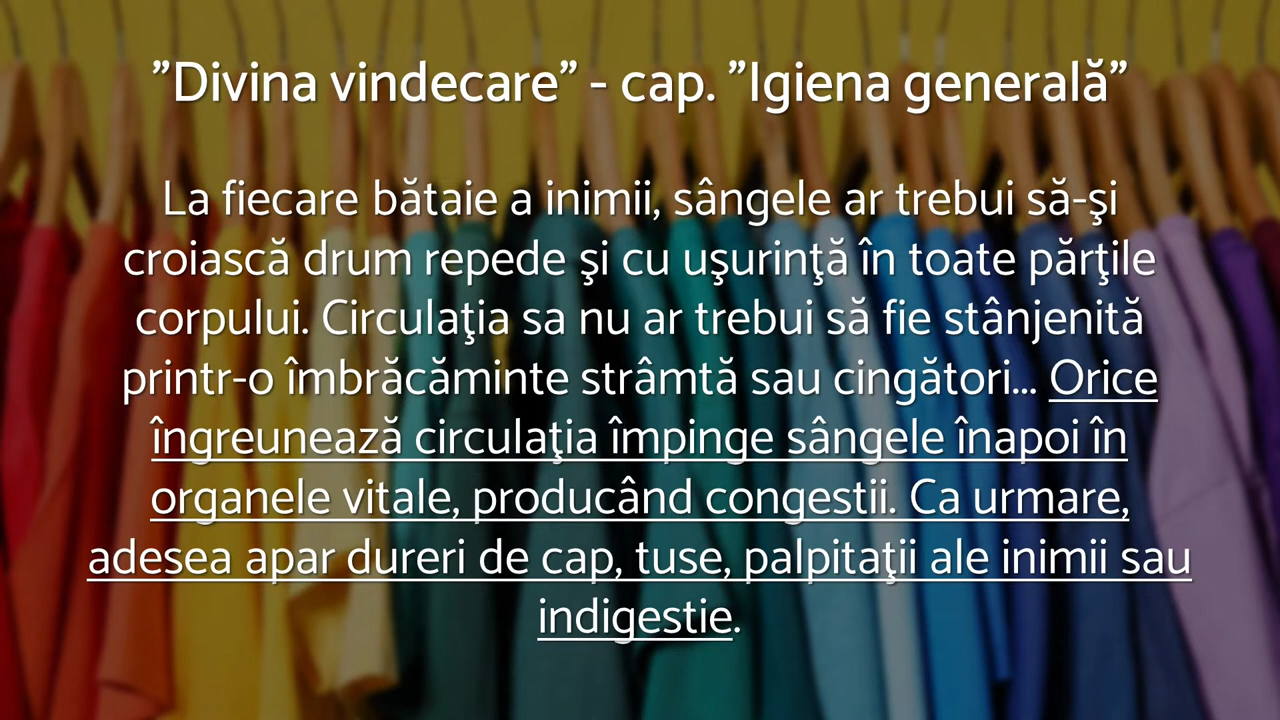 ”Divina vindecare” - cap. ”Igiena generală”
La fiecare bătaie a inimii, sângele ar trebui să-şi
croiască drum repede şi cu uşurinţă în toate părţile
corpului. Circulaţia sa nu ar trebui să fie stânjenită
printr-o îmbrăcăminte strâmtă sau cingători... Orice
îngreunează circulaţia împinge sângele înapoi în
organele vitale, producând congestii. Ca urmare,
adesea apar dureri de cap, tuse, palpitaţii ale inimii sau
indigestie.